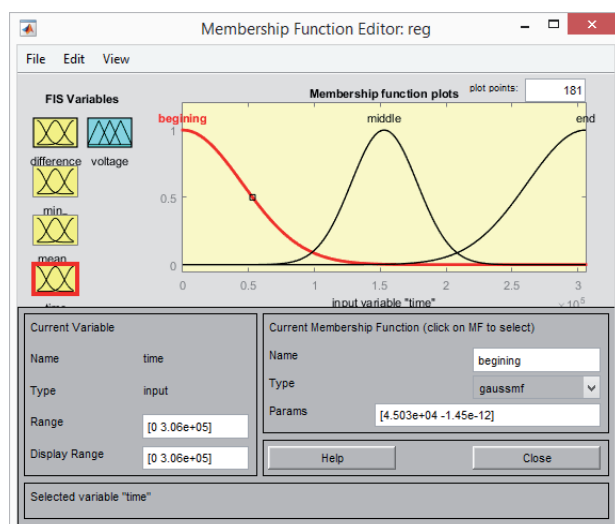 Membership Function Editor: reg
File Edit View
FIS Variables
difference voltage
min_
mean
time
Membership function plots plot points: 181
begining middle end
1
0.5
0
0 0.5 1 1.5 2 2.5 3
input variable "time" × 10⁵
Current Variable
Name time
Type input
Range [0 3.06e+05]
Display Range [0 3.06e+05]
Current Membership Function (click on MF to select)
Name begining
Type gaussmf
Params [4.503e+04 -1.45e-12]
Help Close
Selected variable "time"